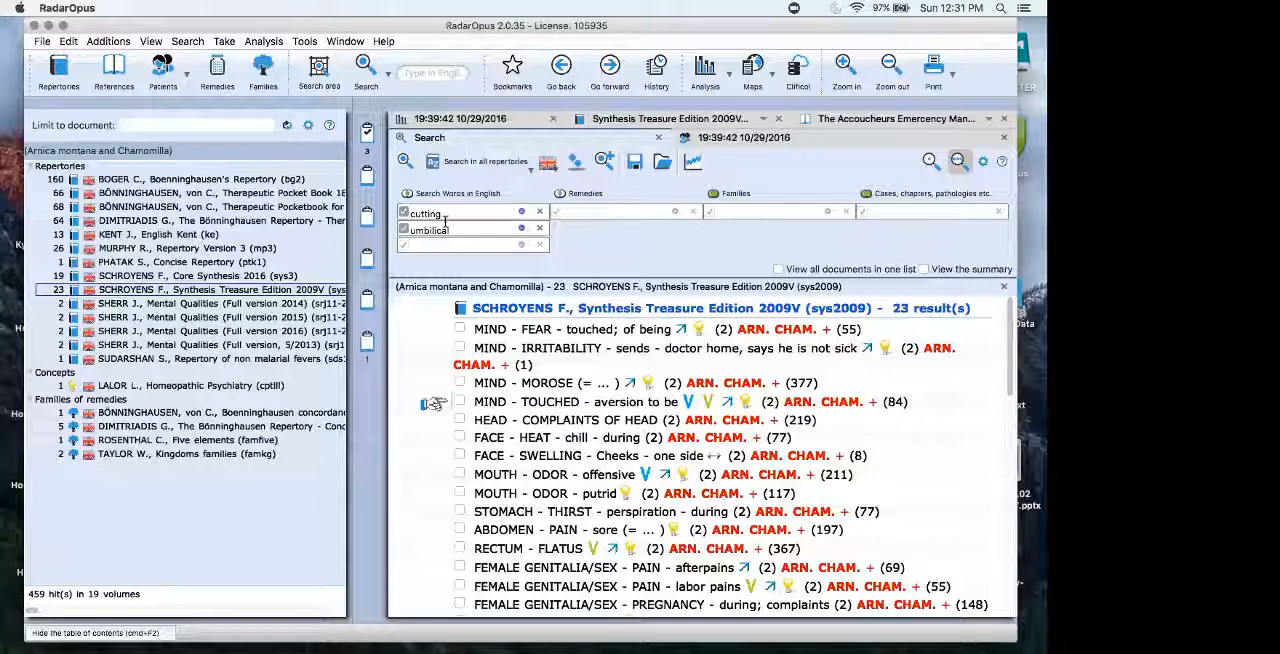 RadarOpus
97%
Sun 12:31 PM
RadarOpus 2.0.35 - License. 105935
File Edit Additions View Search Take Analysis Tools Window Help
Type in Engl.
Repertories References Patients Remedies Families Search area Search Bookmarks Go back Go forward History Analysis Maps Clificol Zoom in Zoom out Print
Limit to document:
(Arnica montana and Chamomilla)
Repertories
160 BOGER C., Boenninghausen's Repertory (bg2)
66 BÖNNINGHAUSEN, von C., Therapeutic Pocket Book 18
68 BÖNNINGHAUSEN, von C., Therapeutic Pocketbook for
64 DIMITRIADIS G., The Bönninghausen Repertory - Ther
13 KENT J., English Kent (ke)
26 MURPHY R., Repertory Version 3 (mp3)
1 PHATAK S., Concise Repertory (ptk1)
19 SCHROYENS F., Core Synthesis 2016 (sys3)
23 SCHROYENS F., Synthesis Treasure Edition 2009V (sys
2 SHERR J., Mental Qualities (Full version 2014) (srj11-2
2 SHERR J., Mental Qualities (Full version 2015) (srj11-
2 SHERR J., Mental Qualities (Full version 2016) (srj11-
2 SHERR J., Mental Qualities (Full version, 5/2013) (srj1
1 SUDARSHAN S., Repertory of non malarial fevers (sds
Concepts
1 LALOR L., Homeopathic Psychiatry (cptlll)
Families of remedies
1 BÖNNINGHAUSEN, von C., Boenninghausen concordanc
5 DIMITRIADIS G., The Bönninghausen Repertory - Conc
1 ROSENTHAL C., Five elements (famfive)
2 TAYLOR W., Kingdoms families (famkg)
459 hit(s) in 19 volumes
Hide the table of contents (cmd+F2)
3
1
19:39:42 10/29/2016
Synthesis Treasure Edition 2009V...
The Accoucheurs Emercency Man...
Search
19:39:42 10/29/2016
Search in all repertories
Search Words in English Remedies Families Cases, chapters, pathologies etc.
cutting
umbilical
View all documents in one list View the summary
(Arnica montana and Chamomilla) - 23 SCHROYENS F., Synthesis Treasure Edition 2009V (sys2009)
SCHROYENS F., Synthesis Treasure Edition 2009V (sys2009) - 23 result(s)
MIND - FEAR - touched; of being (2) ARN. CHAM. + (55)
MIND - IRRITABILITY - sends - doctor home, says he is not sick (2) ARN.
CHAM. + (1)
MIND - MOROSE (= ... ) (2) ARN. CHAM. + (377)
MIND - TOUCHED - aversion to be V V (2) ARN. CHAM. + (84)
HEAD - COMPLAINTS OF HEAD (2) ARN. CHAM. + (219)
FACE - HEAT - chill - during (2) ARN. CHAM. + (77)
FACE - SWELLING - Cheeks - one side ↔ (2) ARN. CHAM. + (8)
MOUTH - ODOR - offensive V (2) ARN. CHAM. + (211)
MOUTH - ODOR - putrid (2) ARN. CHAM. + (117)
STOMACH - THIRST - perspiration - during (2) ARN. CHAM. + (77)
ABDOMEN - PAIN - sore (= ... ) (2) ARN. CHAM. + (197)
RECTUM - FLATUS V (2) ARN. CHAM. + (367)
FEMALE GENITALIA/SEX - PAIN - afterpains (2) ARN. CHAM. + (69)
FEMALE GENITALIA/SEX - PAIN - labor pains V (2) ARN. CHAM. + (55)
FEMALE GENITALIA/SEX - PREGNANCY - during; complaints (2) ARN. CHAM. + (148)